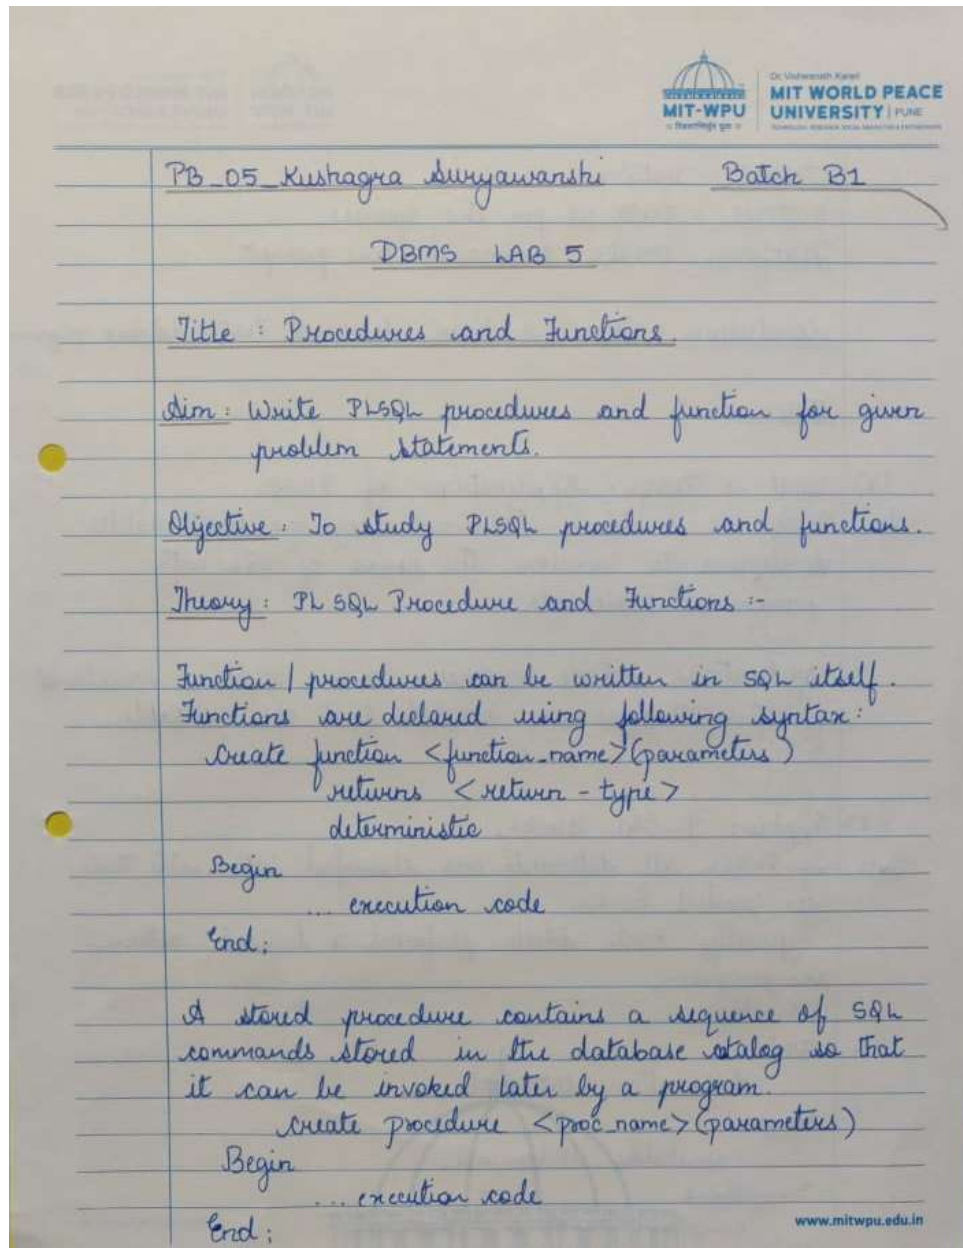 Dr. Vishwanath Karad
MIT WORLD PEACE
UNIVERSITY | PUNE
MIT-WPU
PB_05_Kushagra Suryawanshi Batch B1
DBMS LAB 5
Title : Procedures and Functions.
Aim : Write PLSQL procedures and function for given
problem statements.
Objective : To study PLSQL procedures and functions.
Theory : PL SQL Procedure and Functions :-
Function / procedures can be written in SQL itself.
Functions are declared using following syntax :
create function <function_name>(parameters)
returns <return - type>
deterministic
Begin
... execution code
End ;
A stored procedure contains a sequence of SQL
commands stored in the database catalog so that
it can be invoked later by a program.
create procedure <proc_name>(parameters)
Begin
... execution code
End ;
www.mitwpu.edu.in